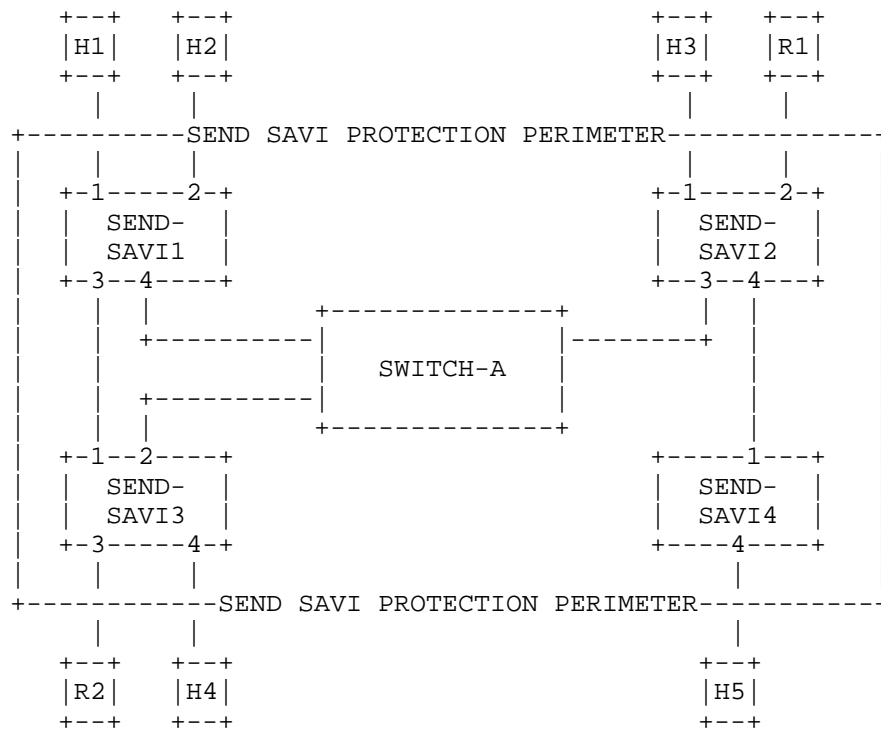 H1 H2 H3 R1
SEND SAVI PROTECTION PERIMETER
1 2 1 2
SEND- SEND-
SAVI1 SAVI2
3 4 3 4
SWITCH-A
1 2 1
SEND- SEND-
SAVI3 SAVI4
3 4 4
SEND SAVI PROTECTION PERIMETER
R2 H4 H5